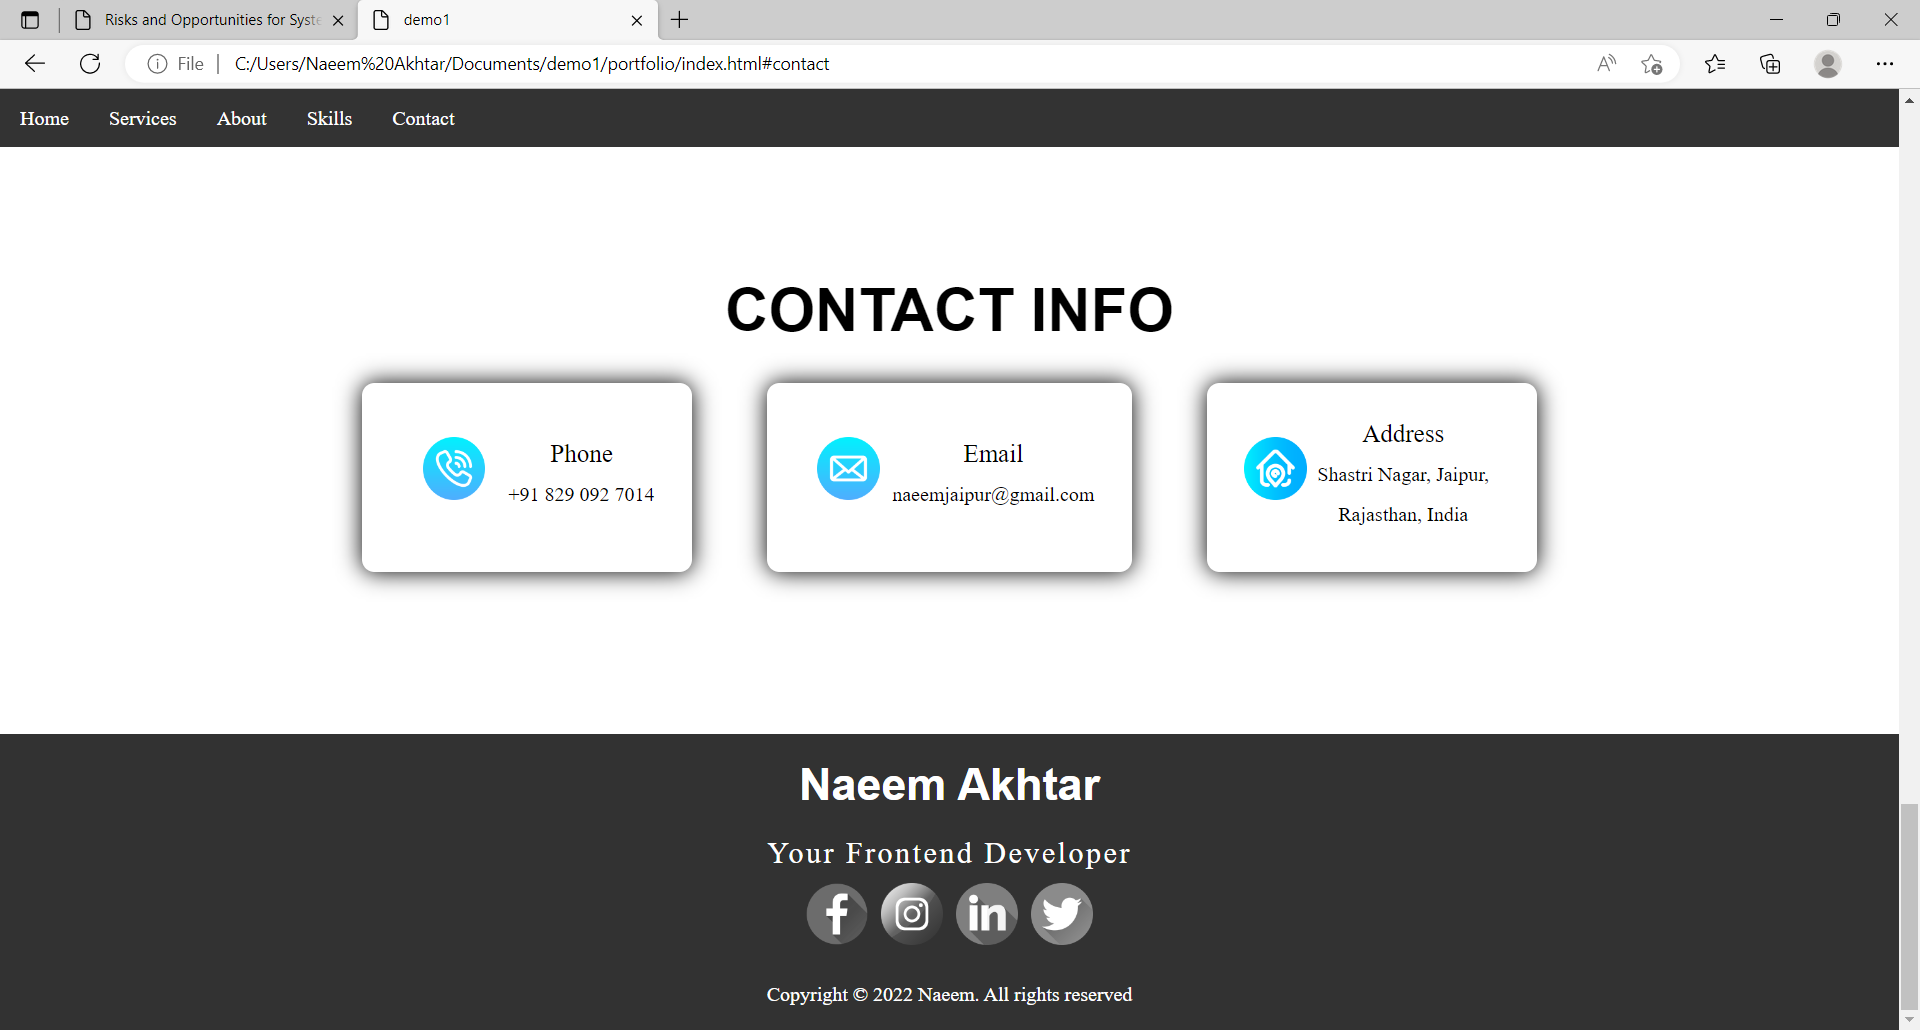 Risks and Opportunities for Syste
demo1
File
C:/Users/Naeem%20Akhtar/Documents/demo1/portfolio/index.html#contact
Home Services About Skills Contact
CONTACT INFO
Phone
+91 829 092 7014
Email
naeemjaipur@gmail.com
Address
Shastri Nagar, Jaipur,
Rajasthan, India
Naeem Akhtar
Your Frontend Developer
Copyright © 2022 Naeem. All rights reserved